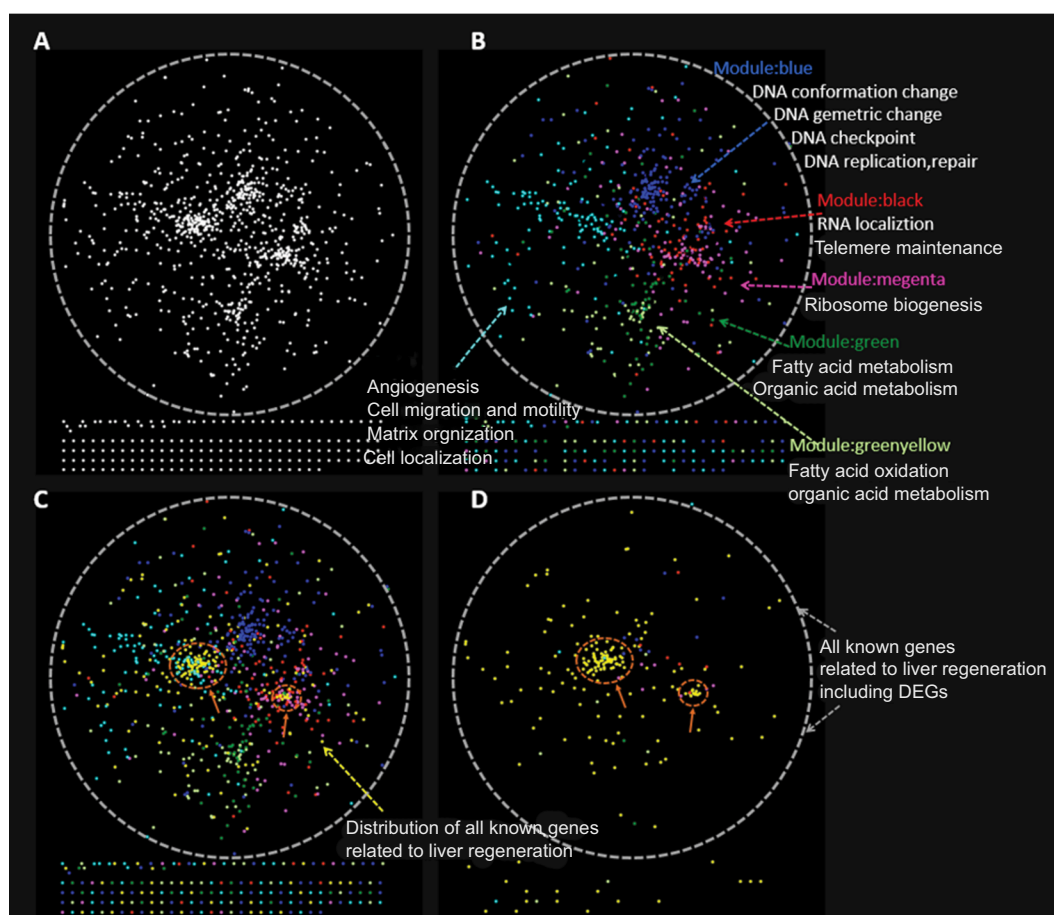 A
B
Module:blue
DNA conformation change
DNA gemetric change
DNA checkpoint
DNA replication,repair
Module:black
RNA localiztion
Telemere maintenance
Module:megenta
Ribosome biogenesis
Module:green
Fatty acid metabolism
Organic acid metabolism
Angiogenesis
Cell migration and motility
Matrix orgnization
Cell localization
Module:greenyellow
Fatty acid oxidation
organic acid metabolism
C
D
All known genes
related to liver regeneration
including DEGs
Distribution of all known genes
related to liver regeneration